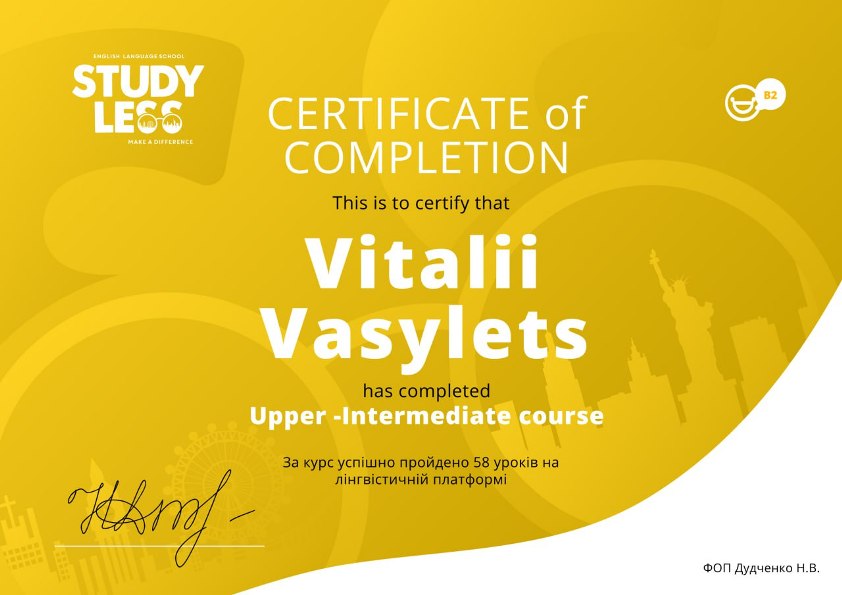 ENGLISH LANGUAGE SCHOOL
STUDY
LESS
MAKE A DIFFERENCE
B2
CERTIFICATE of
COMPLETION
This is to certify that
Vitalii
Vasylets
has completed
Upper -Intermediate course
За курс успішно пройдено 58 уроків на
лінгвістичній платформі
ФОП Дудченко Н.В.